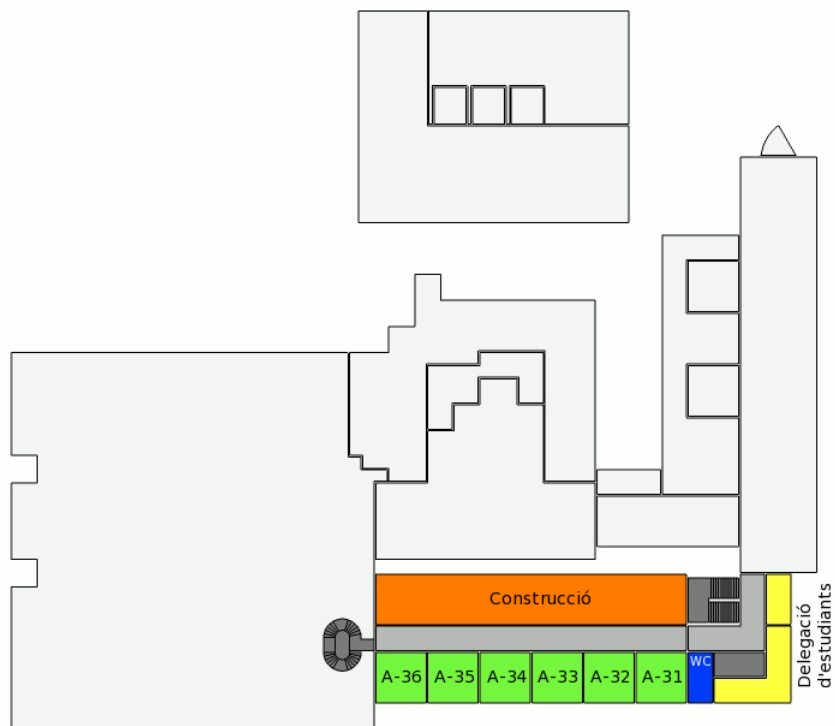 Construcció
WC
A-36
A-35
A-34
A-33
A-32
A-31
Delegació
d'estudiants